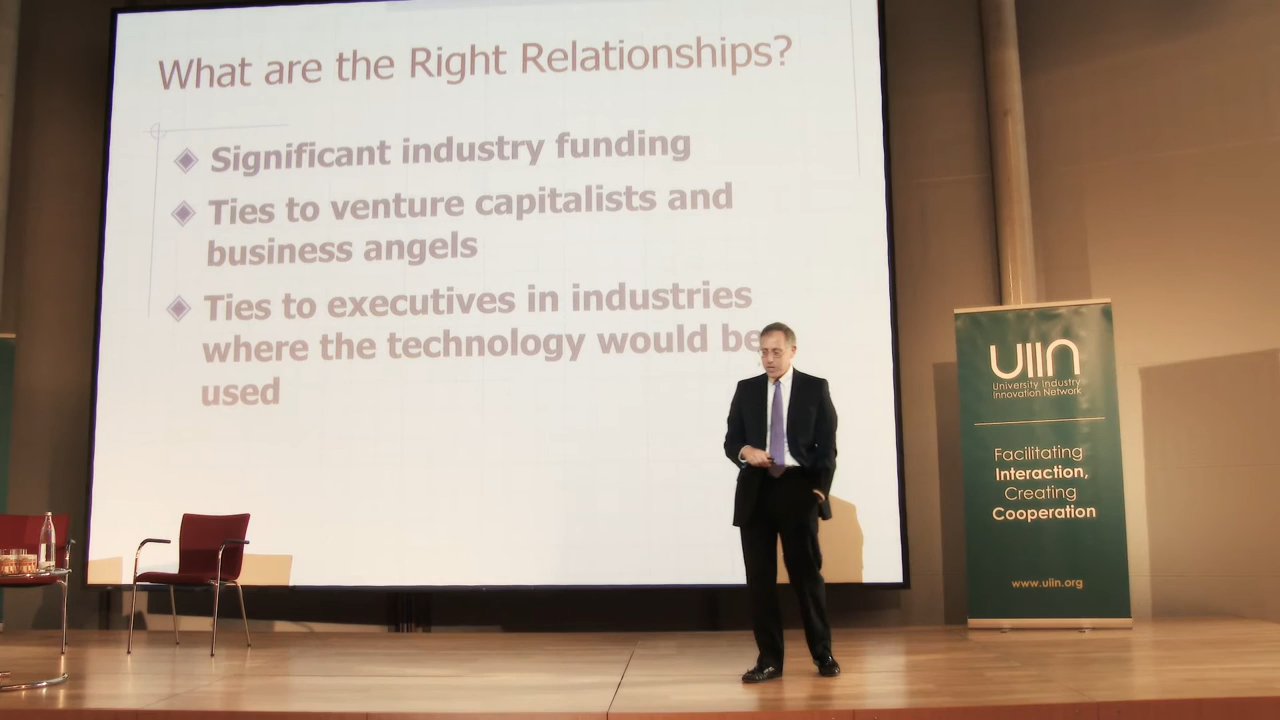 What are the Right Relationships?
Significant industry funding
Ties to venture capitalists and
business angels
Ties to executives in industries
where the technology would be
used
UIIN
University Industry
Innovation Network
Facilitating
Interaction,
Creating
Cooperation
www.uiin.org